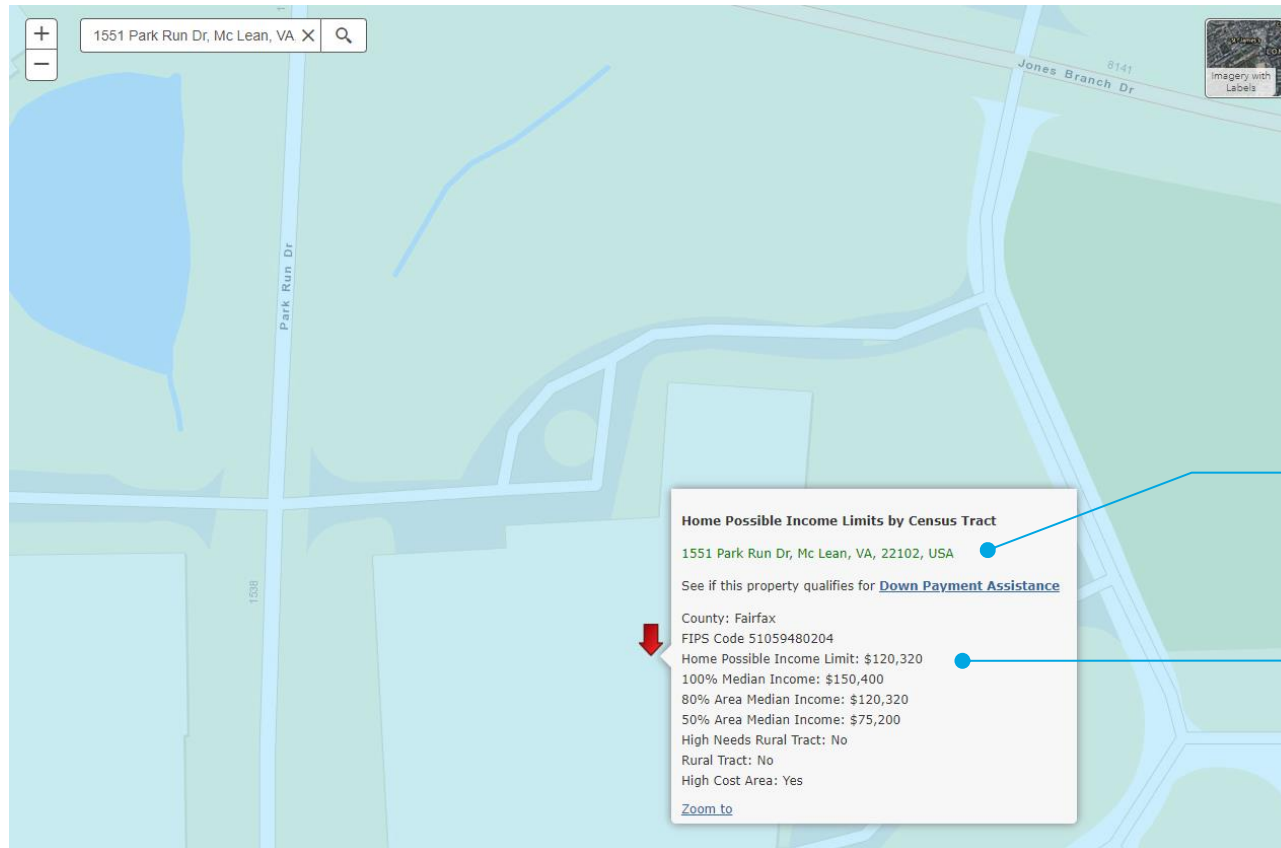 +
−
1551 Park Run Dr, Mc Lean, VA X
Imagery with
Labels
Jones Branch Dr
8141
Park Run Dr
1538
Home Possible Income Limits by Census Tract
1551 Park Run Dr, Mc Lean, VA, 22102, USA
See if this property qualifies for Down Payment Assistance
County: Fairfax
FIPS Code 51059480204
Home Possible Income Limit: $120,320
100% Median Income: $150,400
80% Area Median Income: $120,320
50% Area Median Income: $75,200
High Needs Rural Tract: No
Rural Tract: No
High Cost Area: Yes
Zoom to